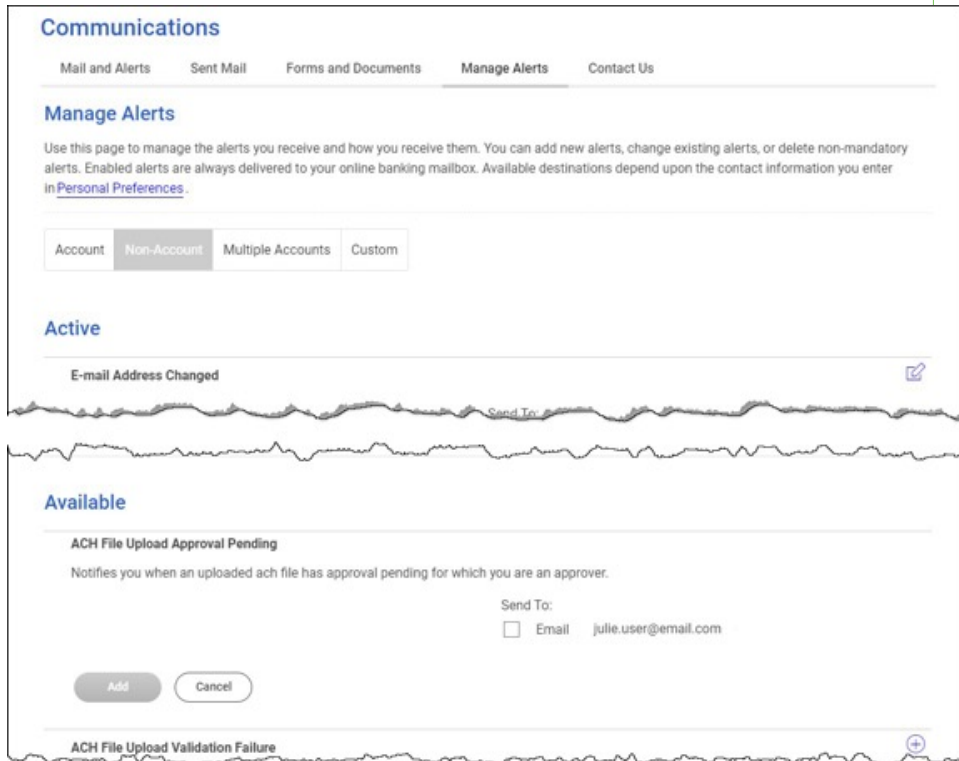 Communications
Mail and Alerts Sent Mail Forms and Documents Manage Alerts Contact Us
Manage Alerts
Use this page to manage the alerts you receive and how you receive them. You can add new alerts, change existing alerts, or delete non-mandatory
alerts. Enabled alerts are always delivered to your online banking mailbox. Available destinations depend upon the contact information you enter
in Personal Preferences .
Account Non-Account Multiple Accounts Custom
Active
E-mail Address Changed
Send To:
Available
ACH File Upload Approval Pending
Notifies you when an uploaded ach file has approval pending for which you are an approver.
Send To:
Email julie.user@email.com
Add Cancel
ACH File Upload Validation Failure